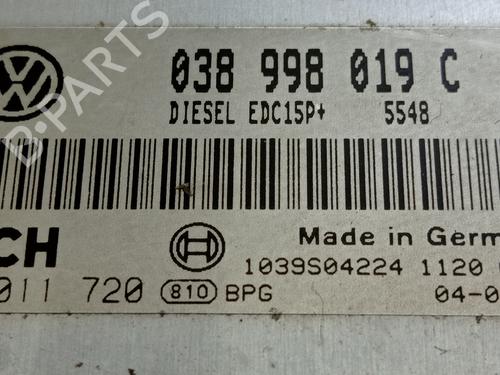 B-PARTS
038 998 019 C
DIESEL EDC15P+ 5548
CH
Made in Germ
1039S04224 1120
011 720 810 BPG 04-0